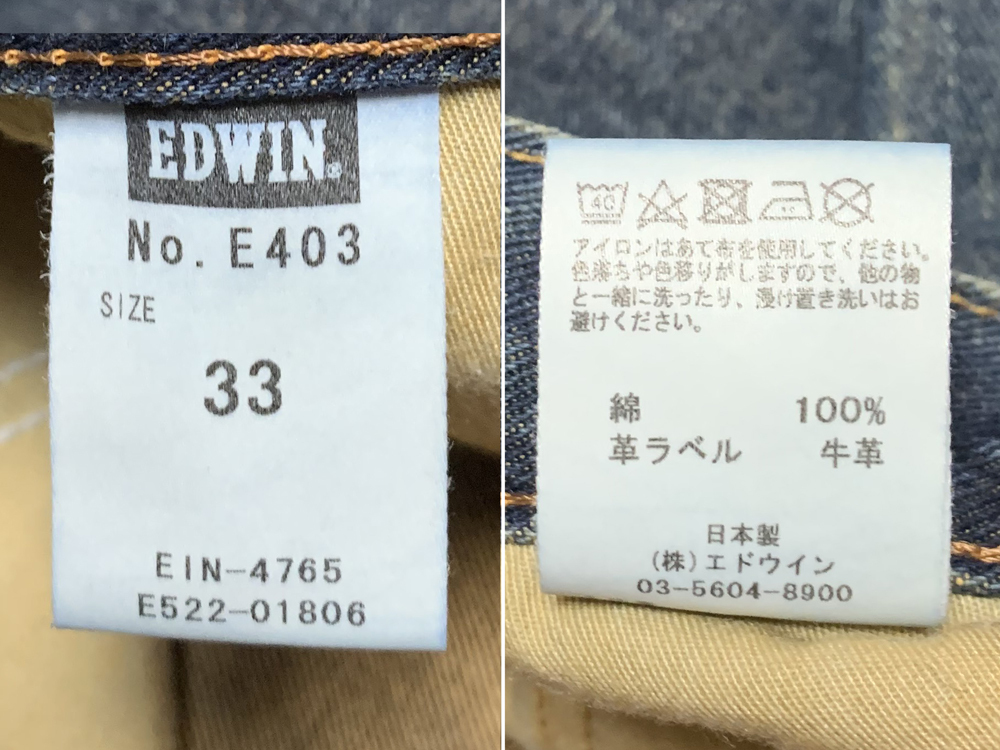 EDWIN®
No. E403
SIZE
33
EIN-4765
E522-01806
40
アイロンはあて布を使用してください。
色落ちや色移りがしますので、他の物
と一緒に洗ったり、浸け置き洗いはお
避けください。
綿 100%
革ラベル 牛革
日本製
(株)エドウイン
03-5604-8900